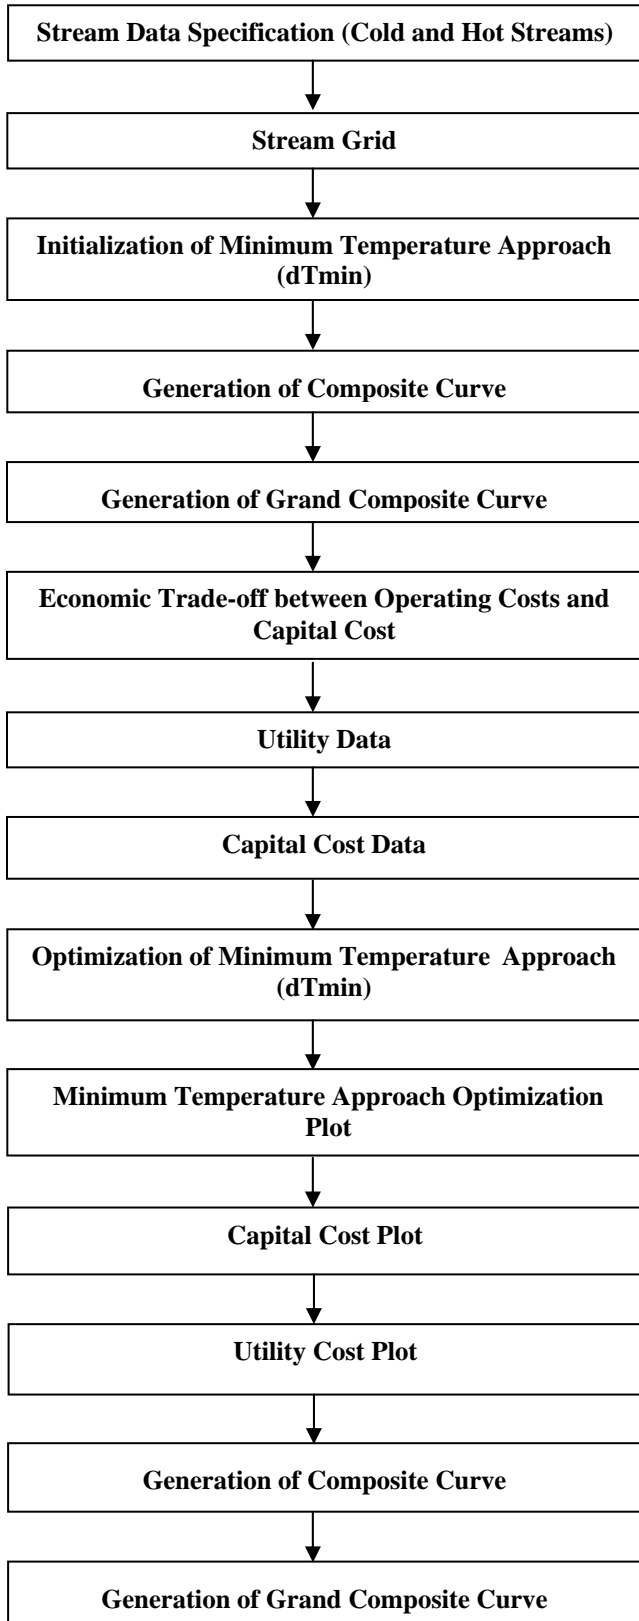 Stream Data Specification (Cold and Hot Streams)
Stream Grid
Initialization of Minimum Temperature Approach
(dTmin)
Generation of Composite Curve
Generation of Grand Composite Curve
Economic Trade-off between Operating Costs and
Capital Cost
Utility Data
Capital Cost Data
Optimization of Minimum Temperature Approach
(dTmin)
Minimum Temperature Approach Optimization
Plot
Capital Cost Plot
Utility Cost Plot
Generation of Composite Curve
Generation of Grand Composite Curve